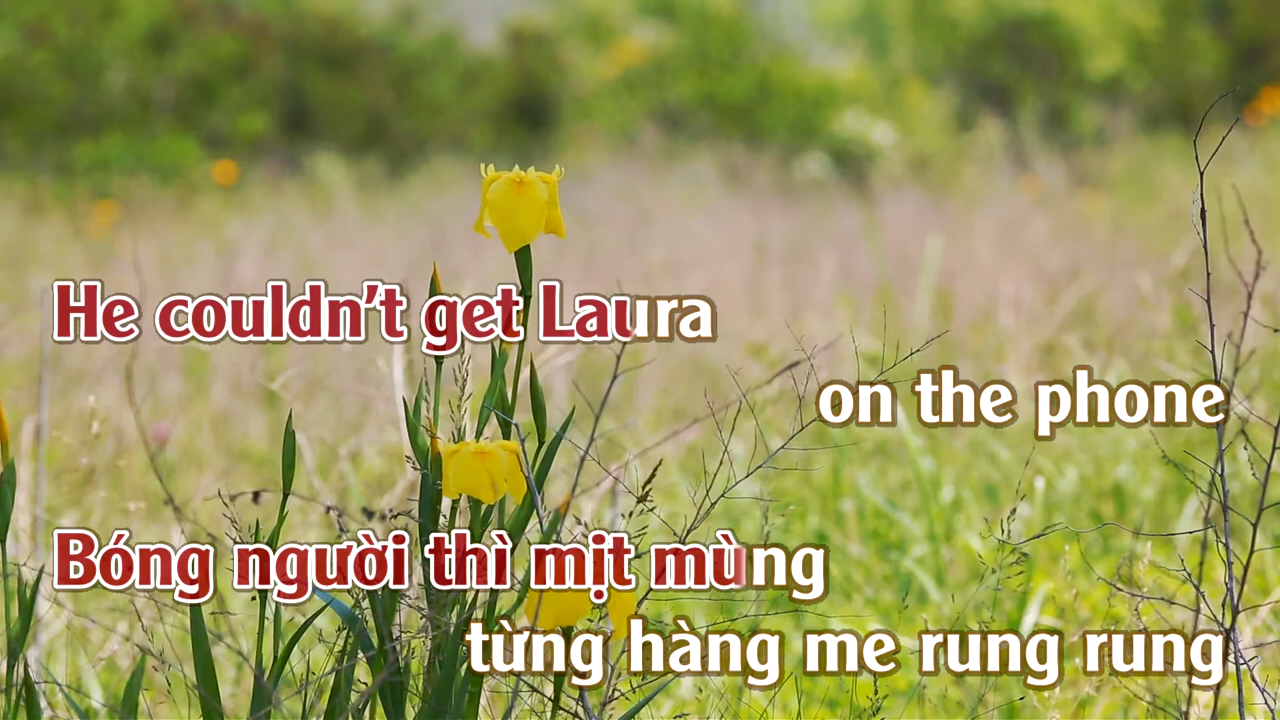 He couldn't get Laura
on the phone
Bóng người thì mịt mùng
từng hàng me rung rung